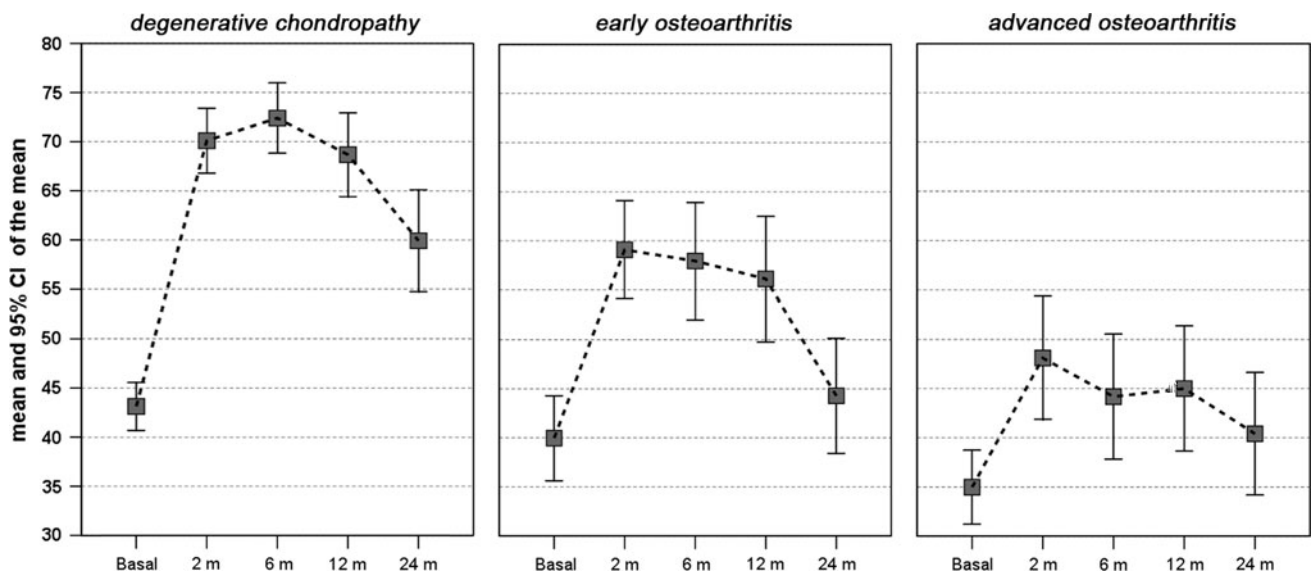 degenerative chondropathy
early osteoarthritis
advanced osteoarthritis
mean and 95% CI of the mean
80
75
70
65
60
55
50
45
40
35
30
Basal 2 m 6 m 12 m 24 m
Basal 2 m 6 m 12 m 24 m
Basal 2 m 6 m 12 m 24 m